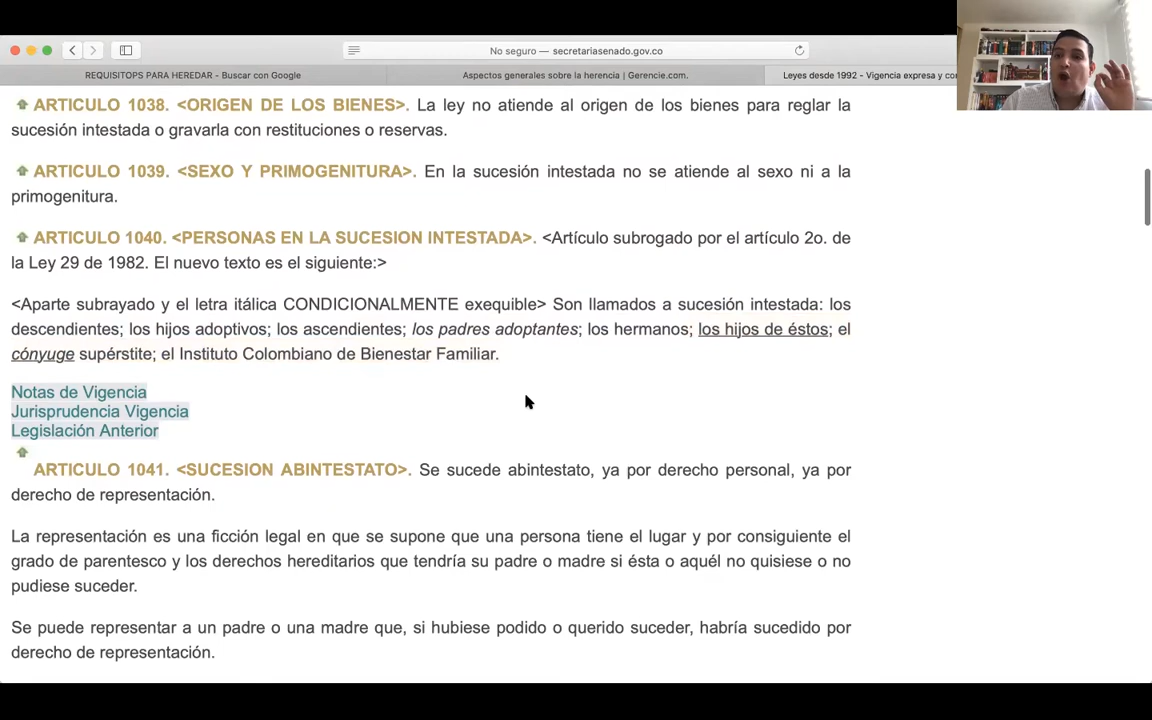 No seguro — secretariasenado.gov.co
REQUISITOPS PARA HEREDAR - Buscar con Google
Aspectos generales sobre la herencia | Gerencie.com.
Leyes desde 1992 - Vigencia expresa y con
ARTICULO 1038. <ORIGEN DE LOS BIENES>. La ley no atiende al origen de los bienes para reglar la
sucesión intestada o gravarla con restituciones o reservas.
ARTICULO 1039. <SEXO Y PRIMOGENITURA>. En la sucesión intestada no se atiende al sexo ni a la
primogenitura.
ARTICULO 1040. <PERSONAS EN LA SUCESION INTESTADA>. <Artículo subrogado por el artículo 2o. de
la Ley 29 de 1982. El nuevo texto es el siguiente:>
<Aparte subrayado y el letra itálica CONDICIONALMENTE exequible> Son llamados a sucesión intestada: los
descendientes; los hijos adoptivos; los ascendientes; los padres adoptantes; los hermanos; los hijos de éstos; el
cónyuge supérstite; el Instituto Colombiano de Bienestar Familiar.
Notas de Vigencia
Jurisprudencia Vigencia
Legislación Anterior
ARTICULO 1041. <SUCESION ABINTESTATO>. Se sucede abintestato, ya por derecho personal, ya por
derecho de representación.
La representación es una ficción legal en que se supone que una persona tiene el lugar y por consiguiente el
grado de parentesco y los derechos hereditarios que tendría su padre o madre si ésta o aquél no quisiese o no
pudiese suceder.
Se puede representar a un padre o una madre que, si hubiese podido o querido suceder, habría sucedido por
derecho de representación.